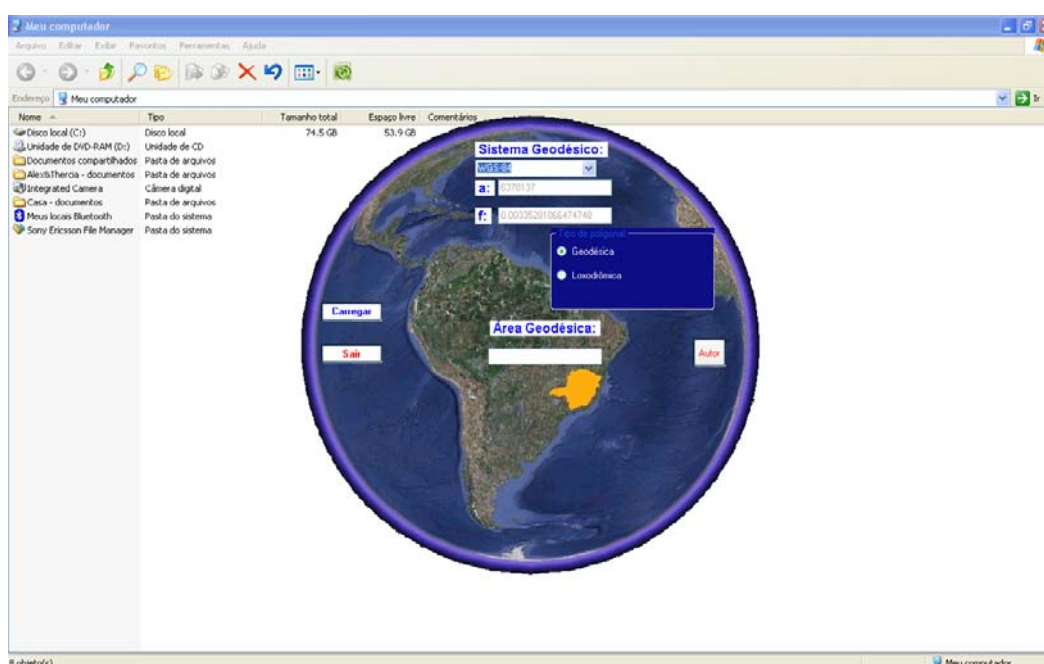 Meu computador
Arquivo Editar Exibir Favoritos Ferramentas Ajuda
Endereço Meu computador Ir
Nome Tipo Tamanho total Espaço livre Comentários
Disco local (C:) Disco local 74.5 GB 53.9 GB
Unidade de DVD-RAM (D:) Unidade de CD
Documentos compartilhados Pasta de arquivos
Alex&Thercia - documentos Pasta de arquivos
Integrated Camera Câmera digital
Casa - documentos Pasta de arquivos
Meus locais Bluetooth Pasta do sistema
Sony Ericsson File Manager Pasta do sistema
Sistema Geodésico:
WGS-84
a: 6378137
f: 0.00335281066474748
Tipo de poligonal
Geodésica
Loxodrômica
Carregar
Área Geodésica:
Sair
Autor
8 objeto(s) Meu computador